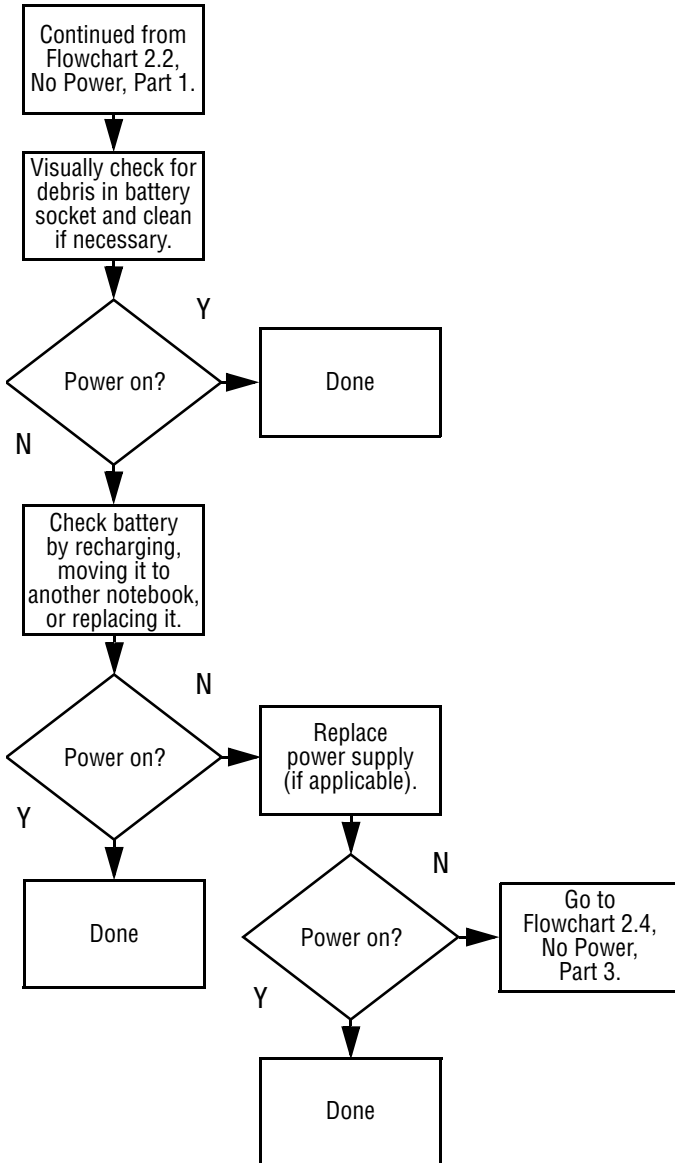 Continued from
Flowchart 2.2,
No Power, Part 1.
Visually check for
debris in battery
socket and clean
if necessary.
Y
Power on?
Done
N
Check battery
by recharging,
moving it to
another notebook,
or replacing it.
N
Power on?
Replace
power supply
(if applicable).
Y
Done
N
Power on?
Go to
Flowchart 2.4,
No Power,
Part 3.
Y
Done